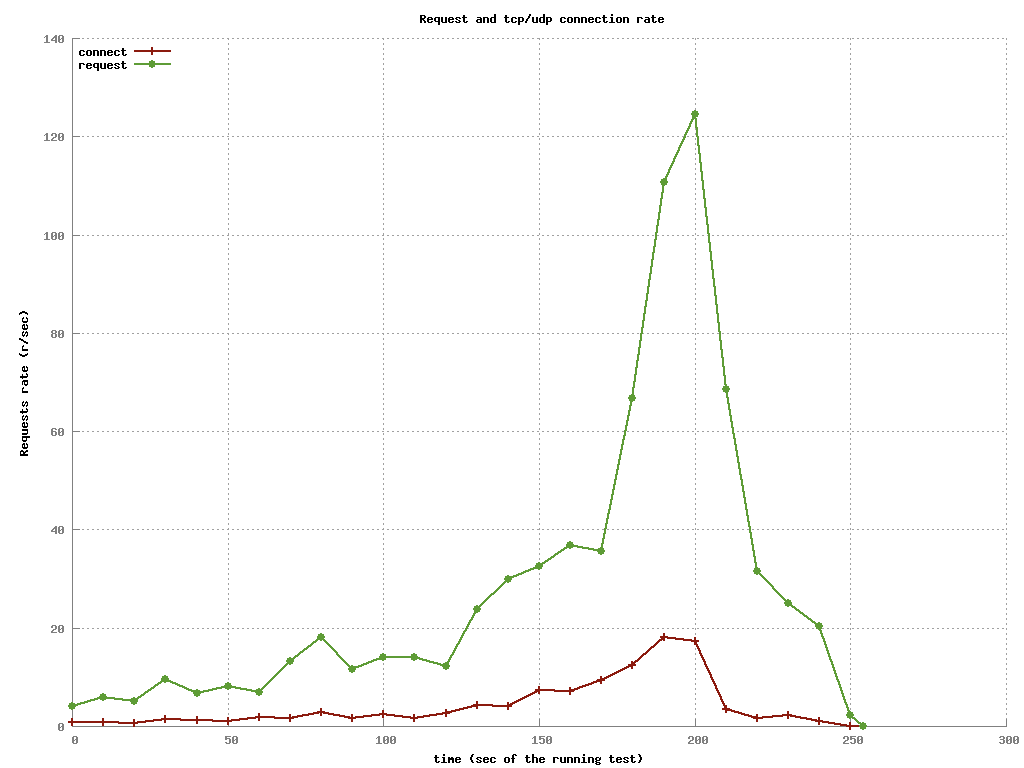 Request and tcp/udp connection rate
140
connect
request
120
100
80
60
40
20
0
Requests rate (r/sec)
0 50 100 150 200 250 300
time (sec of the running test)